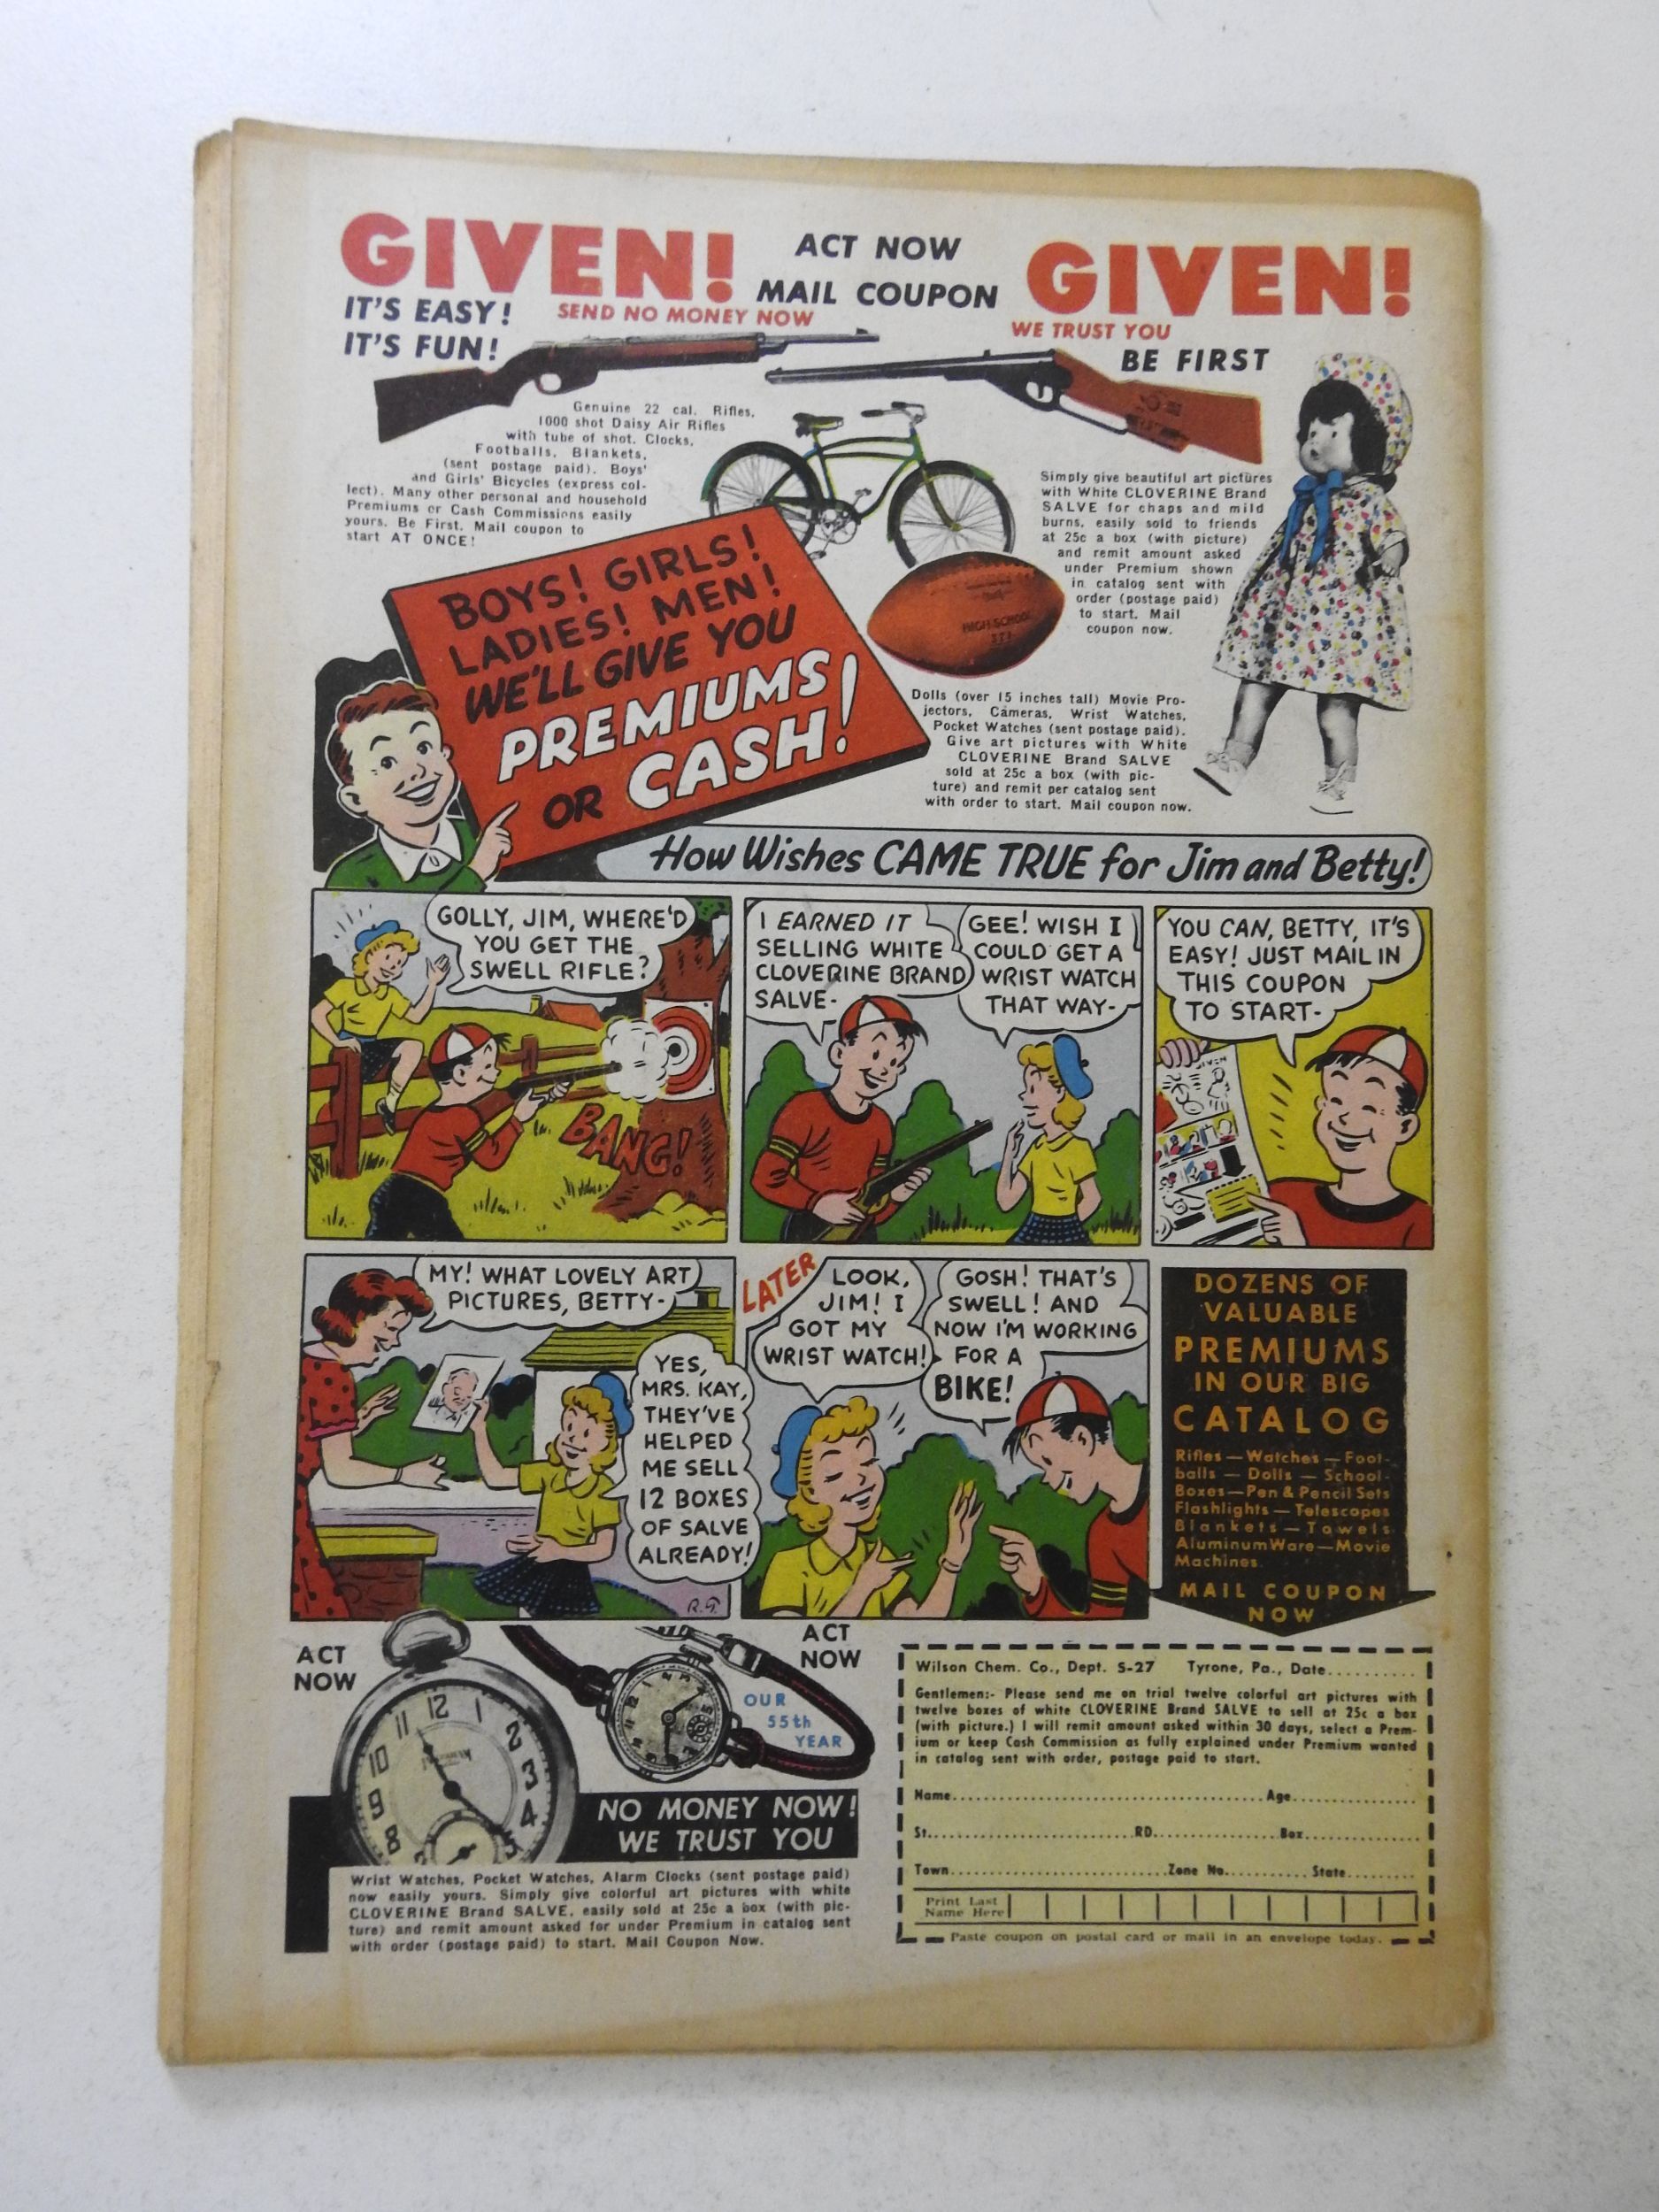 GIVEN!
ACT NOW
MAIL COUPON
GIVEN!
IT'S EASY!
IT'S FUN!
SEND NO MONEY NOW
WE TRUST YOU
BE FIRST
Genuine 22 cal. Rifles,
1000 shot Daisy Air Rifles
with tube of shot. Clocks,
Footballs, Blankets,
(sent postage paid). Boys'
and Girls' Bicycles (express col-
lect). Many other personal and household
Premiums or Cash Commissions easily
yours. Be First. Mail coupon to
start AT ONCE!
Simply give beautiful art pictures
with White CLOVERINE Brand
SALVE for chaps and mild
burns, easily sold to friends
at 25c a box (with picture)
and remit amount asked
under Premium shown
in catalog sent with
order (postage paid)
to start. Mail
coupon now.
HIGH SCHOOL
BOYS! GIRLS!
LADIES! MEN!
WE'LL GIVE YOU
PREMIUMS
OR CASH!
Dolls (over 15 inches tall) Movie Pro-
jectors, Cameras, Wrist Watches,
Pocket Watches (sent postage paid).
Give art pictures with White
CLOVERINE Brand SALVE
sold at 25c a box (with pic-
ture) and remit per catalog sent
with order to start. Mail coupon now.
How Wishes CAME TRUE for Jim and Betty!
GOLLY, JIM, WHERE'D
YOU GET THE
SWELL RIFLE?
BANG!
I EARNED IT
SELLING WHITE
CLOVERINE BRAND
SALVE-
GEE! WISH I
COULD GET A
WRIST WATCH
THAT WAY-
YOU CAN, BETTY, IT'S
EASY! JUST MAIL IN
THIS COUPON
TO START-
GIVEN
MY! WHAT LOVELY ART
PICTURES, BETTY-
YES,
MRS. KAY,
THEY'VE
HELPED
ME SELL
12 BOXES
OF SALVE
ALREADY!
R.G.
LATER
LOOK,
JIM! I
GOT MY
WRIST WATCH!
GOSH! THAT'S
SWELL! AND
NOW I'M WORKING
FOR A
BIKE!
DOZENS OF
VALUABLE
PREMIUMS
IN OUR BIG
CATALOG
Rifles — Watches — Foot-
balls — Dolls — School-
Boxes — Pen & Pencil Sets
Flashlights — Telescopes
Blankets — Towels
AluminumWare — Movie
Machines.
MAIL COUPON
NOW
ACT
NOW
12 1 2 3 4 5 8 9 10 11
ACT
NOW
OUR
55th
YEAR
NO MONEY NOW!
WE TRUST YOU
Wrist Watches, Pocket Watches, Alarm Clocks (sent postage paid)
now easily yours. Simply give colorful art pictures with white
CLOVERINE Brand SALVE, easily sold at 25c a box (with pic-
ture) and remit amount asked for under Premium in catalog sent
with order (postage paid) to start. Mail Coupon Now.
Wilson Chem. Co., Dept. S-27 Tyrone, Pa., Date..........
Gentlemen:- Please send me on trial twelve colorful art pictures with
twelve boxes of white CLOVERINE Brand SALVE to sell at 25c a box
(with picture.) I will remit amount asked within 30 days, select a Prem-
ium or keep Cash Commission as fully explained under Premium wanted
in catalog sent with order, postage paid to start.
Name........................................Age...............
St..........................RD...............Box..............
Town..........................Zone No...........State.........
Print Last
Name Here
Paste coupon on postal card or mail in an envelope today.